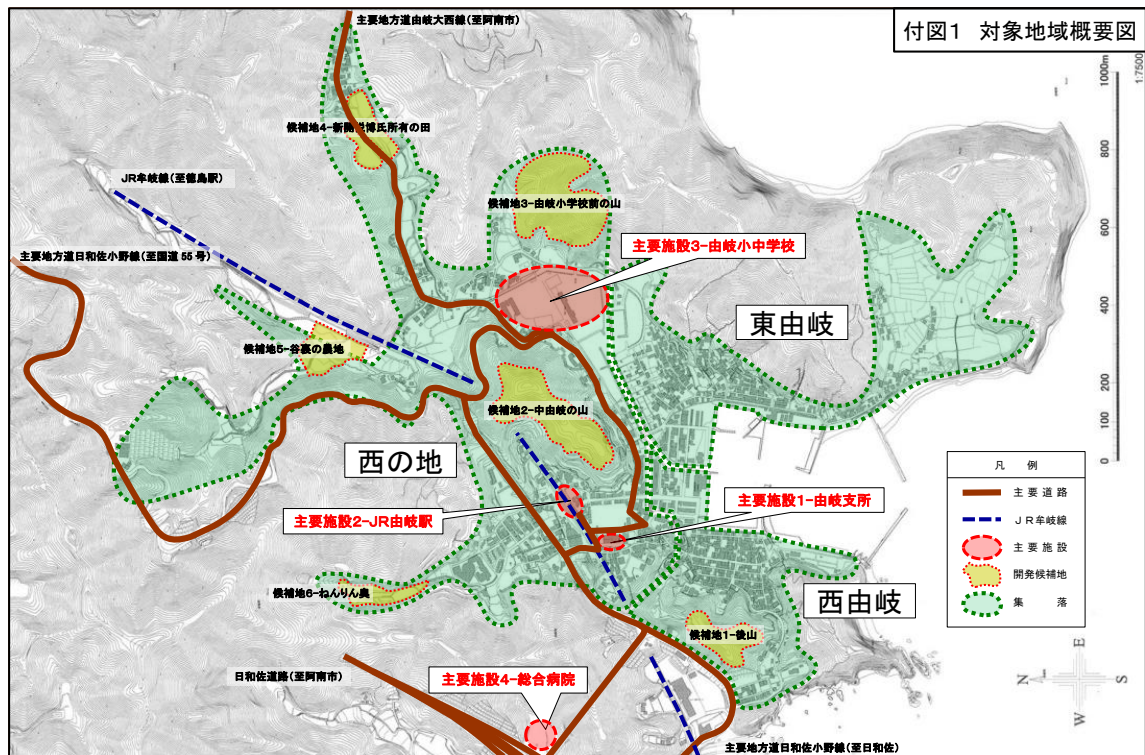 付図1 対象地域概要図
主要地方道由岐大西線(至阿南市)
1000m
1:7500
候補地4-新開 博氏所有の田
JR牟岐線(至徳島駅)
800
候補地3-由岐小学校前の山
主要施設3-由岐小中学校
主要地方道日和佐小野線(至国道55号)
600
東由岐
400
候補地5-谷裏の農地
200
候補地2-中由岐の山
100
西の地
0
凡 例
主要道路
JR牟岐線
主要施設
開発候補地
集 落
主要施設1-由岐支所
主要施設2-JR由岐駅
候補地6-ねんりん奥
西由岐
候補地1-後山
日和佐道路(至阿南市)
主要施設4-総合病院
N
E
S
W
主要地方道日和佐小野線(至日和佐)